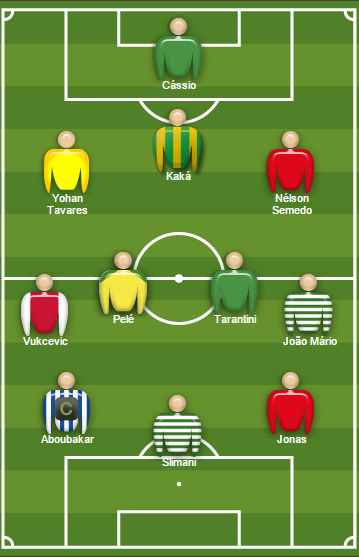 Cássio
Kaká
Yohan
Tavares
Nélson
Semedo
Pelé
Tarantini
Vukcevic
João Mário
C
Aboubakar
Slimani
Jonas